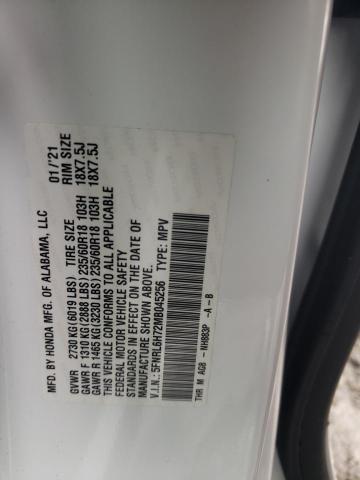 MFD. BY HONDA MFG. OF ALABAMA, LLC 01/'21
GVWR 2730 KG(6019 LBS) TIRE SIZE RIM SIZE
GAWR F 1310 KG(2883 LBS) 235/60R18 103H 18X7.5J
GAWR R 1465 KG(3230 LBS) 235/60R18 103H 18X7.5J
THIS VEHICLE CONFORMS TO ALL APPLICABLE
FEDERAL MOTOR VEHICLE SAFETY
STANDARDS IN EFFECT ON THE DATE OF
MANUFACTURE SHOWN ABOVE.
V.I.N.: 5FNRL6H72MB045256 TYPE: MPV
THR M AGB - NH883P -A-B